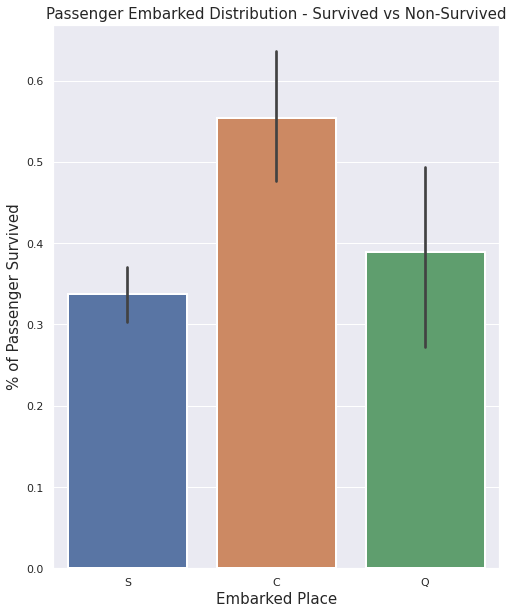 Passenger Embarked Distribution - Survived vs Non-Survived
% of Passenger Survived
0.6
0.5
0.4
0.3
0.2
0.1
0.0
S C Q
Embarked Place